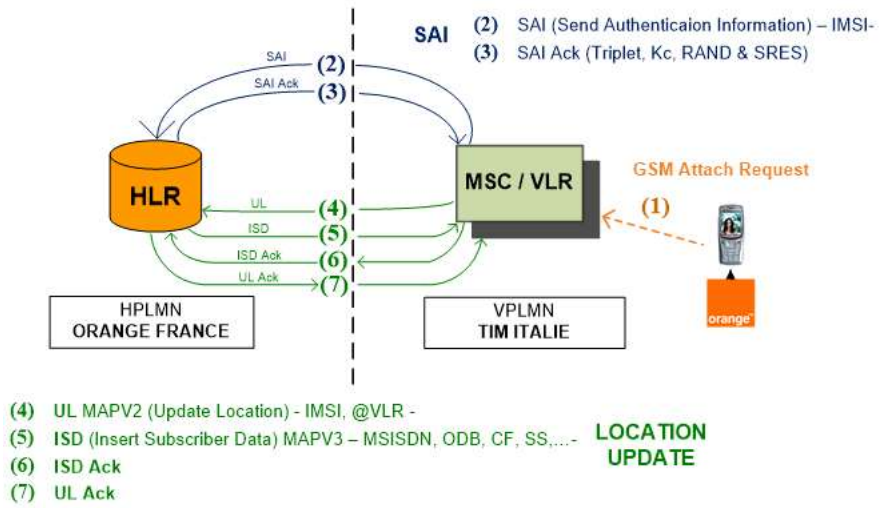 SAI
(2) SAI (Send Authenticaion Information) – IMSI-
(3) SAI Ack (Triplet, Kc, RAND & SRES)
SAI
(2)
SAI Ack
(3)
HLR
MSC / VLR
GSM Attach Request
(1)
UL
(4)
ISD
(5)
ISD Ack
(6)
UL Ack
(7)
orange™
HPLMN
ORANGE FRANCE
VPLMN
TIM ITALIE
(4) UL MAPV2 (Update Location) - IMSI, @VLR -
(5) ISD (Insert Subscriber Data) MAPV3 – MSISDN, ODB, CF, SS,...-
(6) ISD Ack
(7) UL Ack
LOCATION
UPDATE